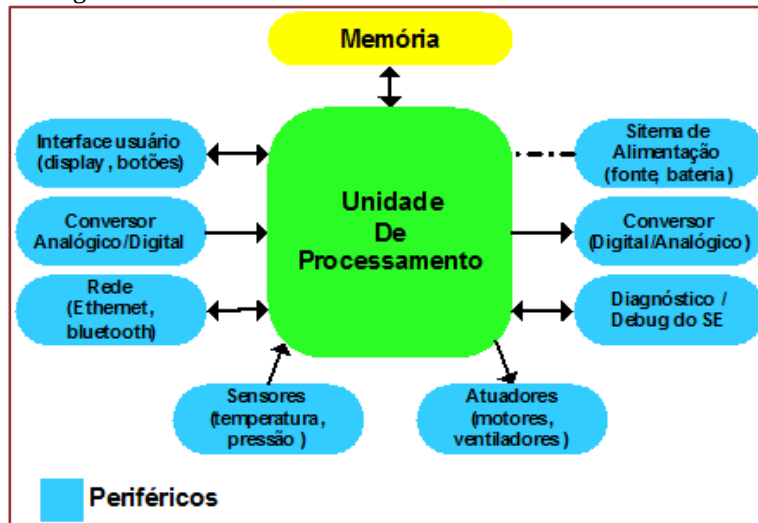 Memória
Interface usuário
(display, botões)
Sitema de
Alimentação
(fonte, bateria)
Unidade
De
Processamento
Conversor
Analógico/Digital
Conversor
(Digital/Analógico)
Rede
(Ethernet,
bluetooth)
Diagnóstico /
Debug do SE
Sensores
(temperatura,
pressão )
Atuadores
(motores,
ventiladores)
Periféricos